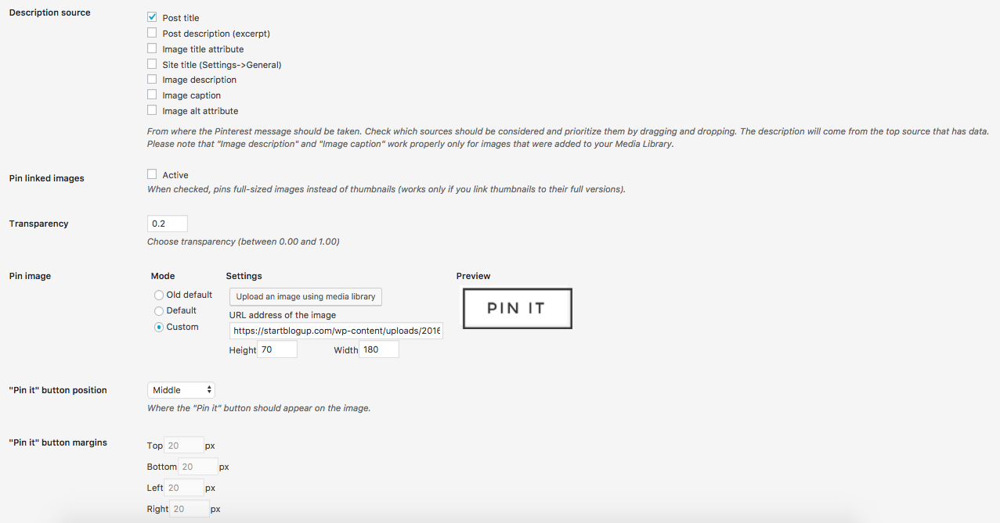 Description source
Post title
Post description (excerpt)
Image title attribute
Site title (Settings->General)
Image description
Image caption
Image alt attribute
From where the Pinterest message should be taken. Check which sources should be considered and prioritize them by dragging and dropping. The description will come from the top source that has data.
Please note that "Image description" and "Image caption" work properly only for images that were added to your Media Library.
Pin linked images
Active
When checked, pins full-sized images instead of thumbnails (works only if you link thumbnails to their full versions).
Transparency
0.2
Choose transparency (between 0.00 and 1.00)
Pin image
Mode
Settings
Preview
Old default
Default
Custom
Upload an image using media library
URL address of the image
https://startblogup.com/wp-content/uploads/2016
Height 70 Width 180
PIN IT
"Pin it" button position
Middle
Where the "Pin it" button should appear on the image.
"Pin it" button margins
Top 20 px
Bottom 20 px
Left 20 px
Right 20 px